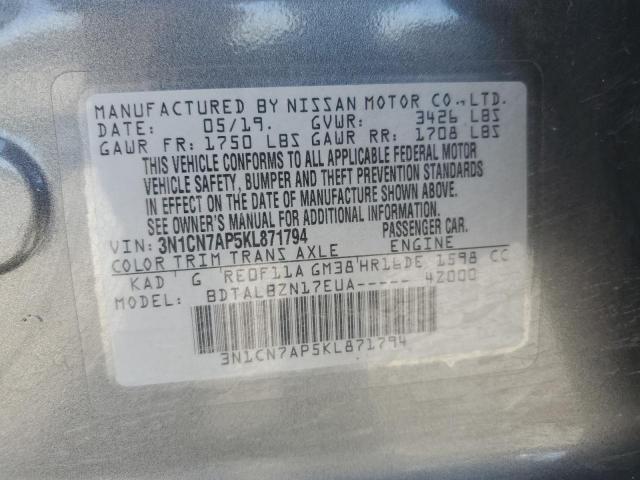 MANUFACTURED BY NISSAN MOTOR CO.,LTD.
DATE: 05/19. GVWR: 3426 LBS
GAWR FR: 1750 LBS GAWR RR: 1708 LBS
THIS VEHICLE CONFORMS TO ALL APPLICABLE FEDERAL MOTOR
VEHICLE SAFETY, BUMPER AND THEFT PREVENTION STANDARDS
IN EFFECT ON THE DATE OF MANUFACTURE SHOWN ABOVE.
SEE OWNER'S MANUAL FOR ADDITIONAL INFORMATION.
VIN: 3N1CN7AP5KL871794 PASSENGER CAR.
COLOR TRIM TRANS AXLE ENGINE
KAD G RE0F11A GM38 HR16DE 1598 CC
MODEL: BDTALBZN17EUA----- 42000
3N1CN7AP5KL871794